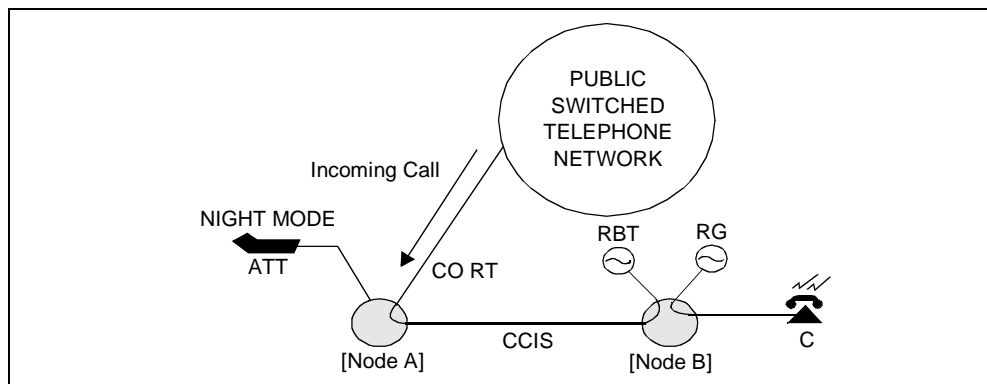 PUBLIC
SWITCHED
TELEPHONE
NETWORK
Incoming Call
NIGHT MODE
ATT
CO RT
RBT
RG
CCIS
C
[Node A]
[Node B]